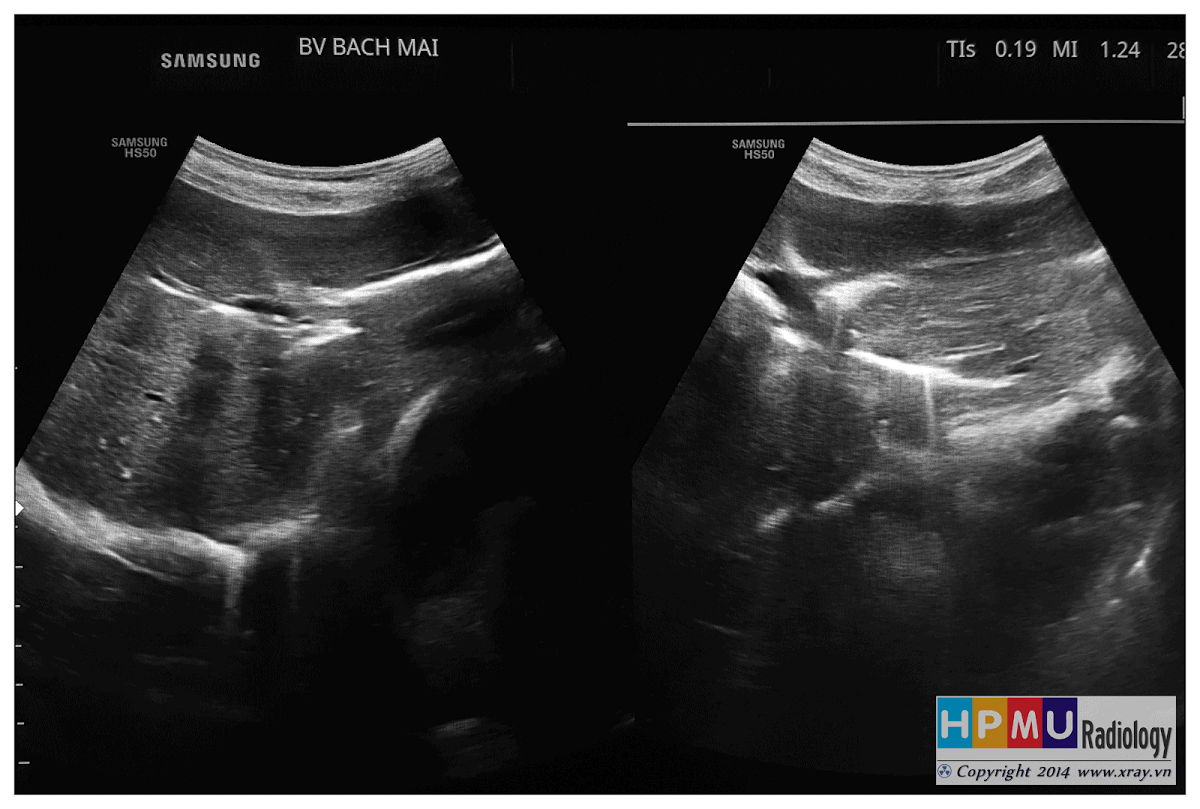 SAMSUNG BV BACH MAI TIs 0.19 MI 1.24 28
SAMSUNG
HS50
SAMSUNG
HS50
HPMU Radiology
Copyright 2014 www.xray.vn